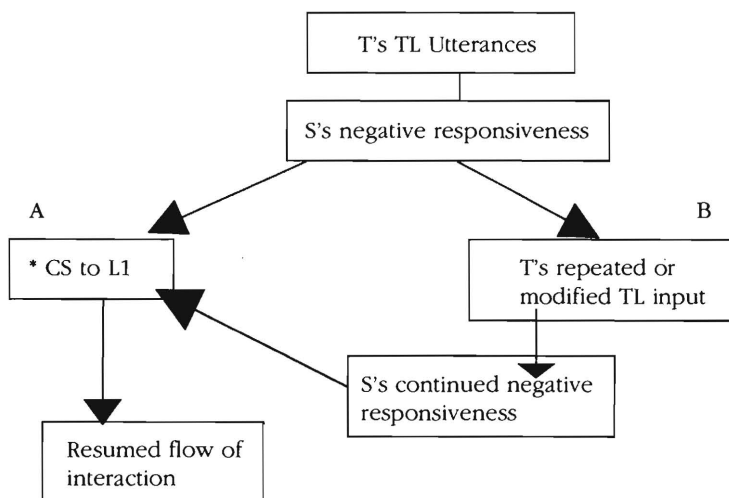 T's TL Utterances
S's negative responsiveness
A
B
* CS to L1
T's repeated or
modified TL input
S's continued negative
responsiveness
Resumed flow of
interaction